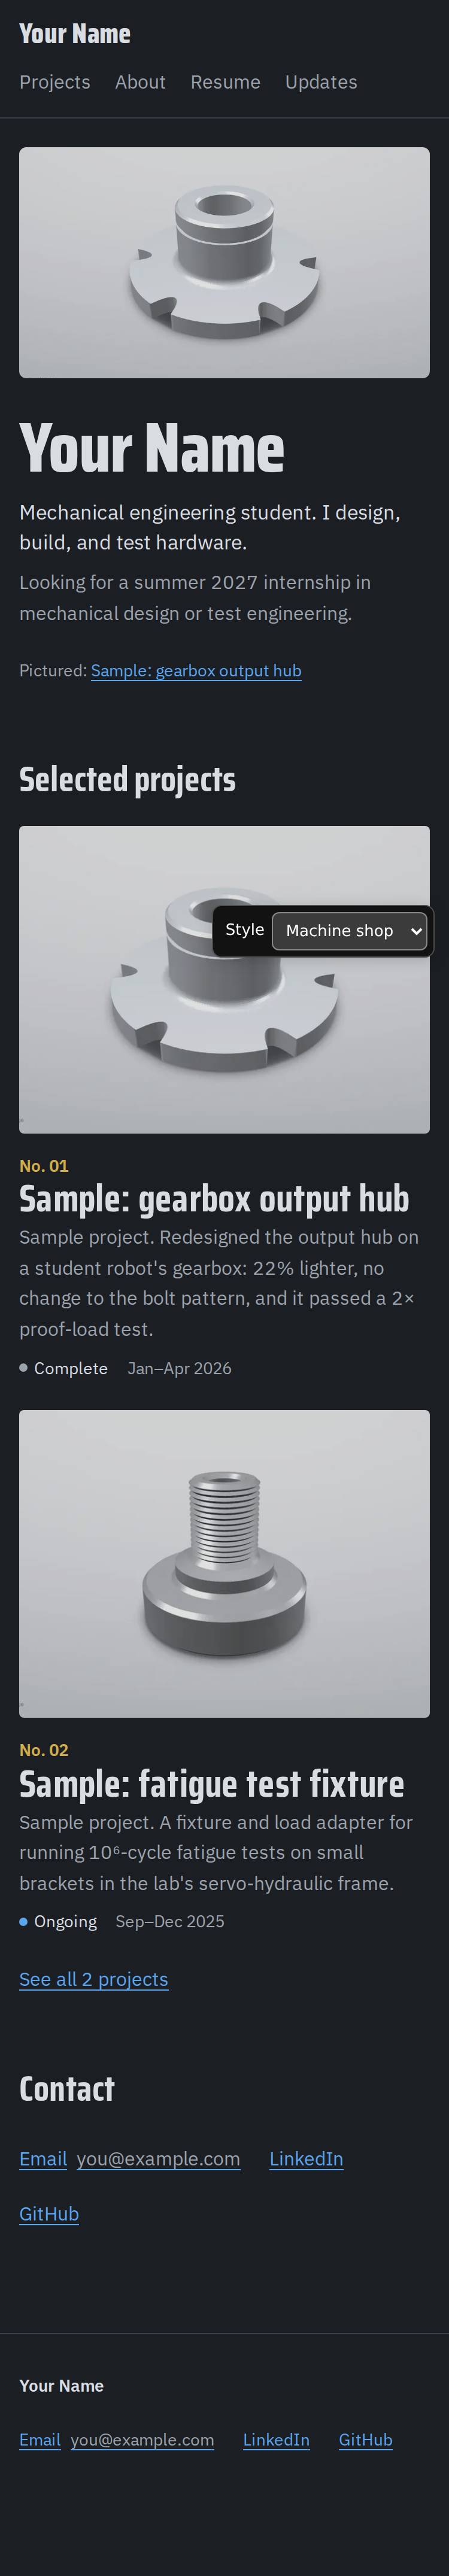 Your Name
Projects About Resume Updates
Your Name
Mechanical engineering student. I design,
build, and test hardware.
Looking for a summer 2027 internship in
mechanical design or test engineering.
Pictured: Sample: gearbox output hub
Selected projects
Style Machine shop
No. 01
Sample: gearbox output hub
Sample project. Redesigned the output hub on
a student robot's gearbox: 22% lighter, no
change to the bolt pattern, and it passed a 2×
proof-load test.
Complete Jan–Apr 2026
No. 02
Sample: fatigue test fixture
Sample project. A fixture and load adapter for
running 10⁶-cycle fatigue tests on small
brackets in the lab's servo-hydraulic frame.
Ongoing Sep–Dec 2025
See all 2 projects
Contact
Email you@example.com LinkedIn
GitHub
Your Name
Email you@example.com LinkedIn GitHub